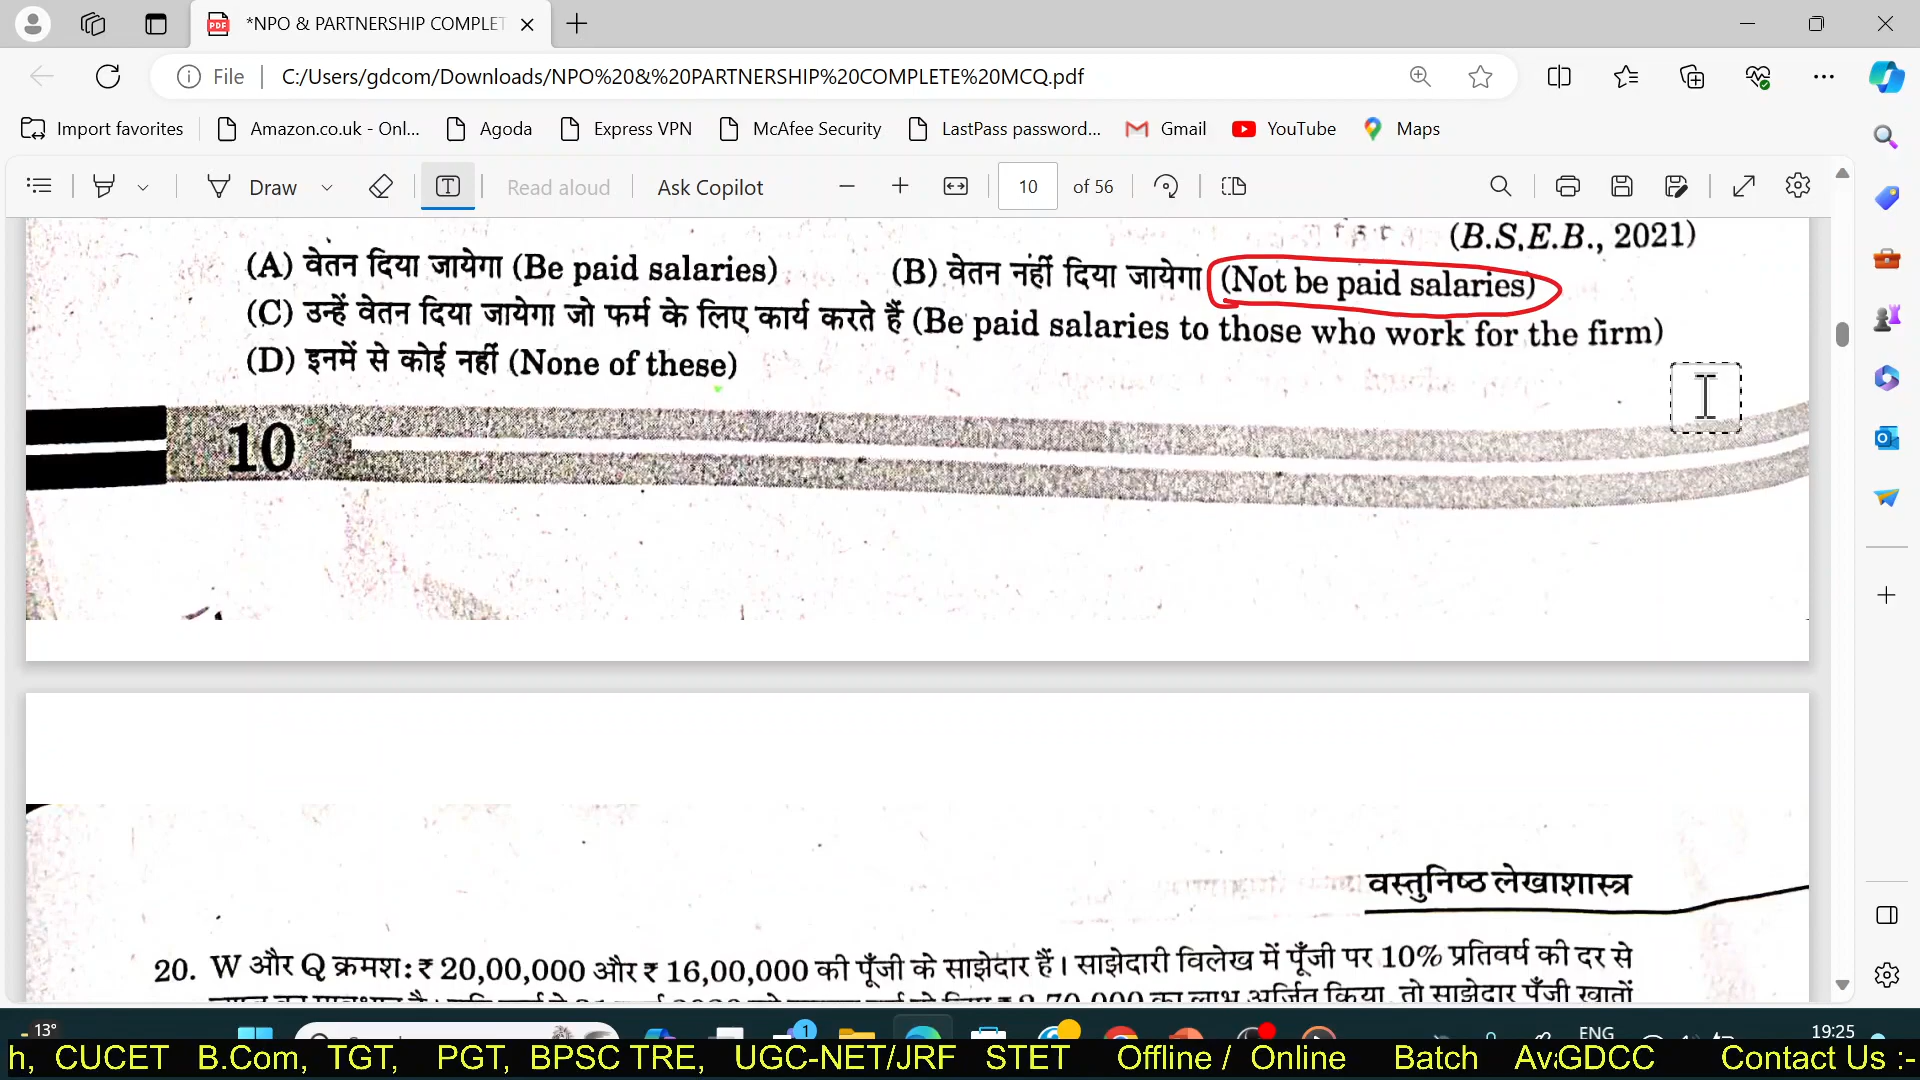 *NPO & PARTNERSHIP COMPLET
File
C:/Users/gdcom/Downloads/NPO%20&%20PARTNERSHIP%20COMPLETE%20MCQ.pdf
Import favorites
Amazon.co.uk - Onl...
Agoda
Express VPN
McAfee Security
LastPass password...
Gmail
YouTube
Maps
Draw
Read aloud
Ask Copilot
10 of 56
(B.S.E.B., 2021)
(A) वेतन दिया जायेगा (Be paid salaries) (B) वेतन नहीं दिया जायेगा (Not be paid salaries)
(C) उन्हें वेतन दिया जायेगा जो फर्म के लिए कार्य करते हैं (Be paid salaries to those who work for the firm)
(D) इनमें से कोई नहीं (None of these)
10
वस्तुनिष्ठ लेखाशास्त्र
20. W और Q क्रमश: ₹ 20,00,000 और ₹ 16,00,000 की पूँजी के साझेदार हैं। साझेदारी विलेख में पूँजी पर 10% प्रतिवर्ष की दर से
का लाभ अर्जित किया, तो साझेदार पूँजी खातों
13°
1
ENG
19:25
h, CUCET B.Com, TGT, PGT, BPSC TRE, UGC-NET/JRF STET Offline / Online Batch Av GDCC Contact Us :-